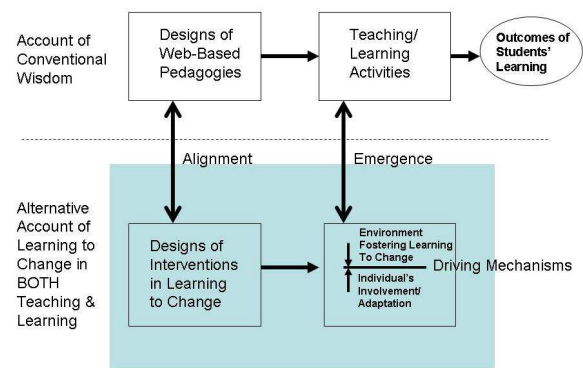 Account of
Conventional
Wisdom
Designs of
Web-Based
Pedagogies
Teaching/
Learning
Activities
Outcomes of
Students'
Learning
Alignment
Emergence
Alternative
Account of
Learning to
Change in
BOTH
Teaching &
Learning
Designs of
Interventions
in Learning
to Change
Environment
Fostering Learning
To Change
Driving Mechanisms
Individual's
Involvement/
Adaptation